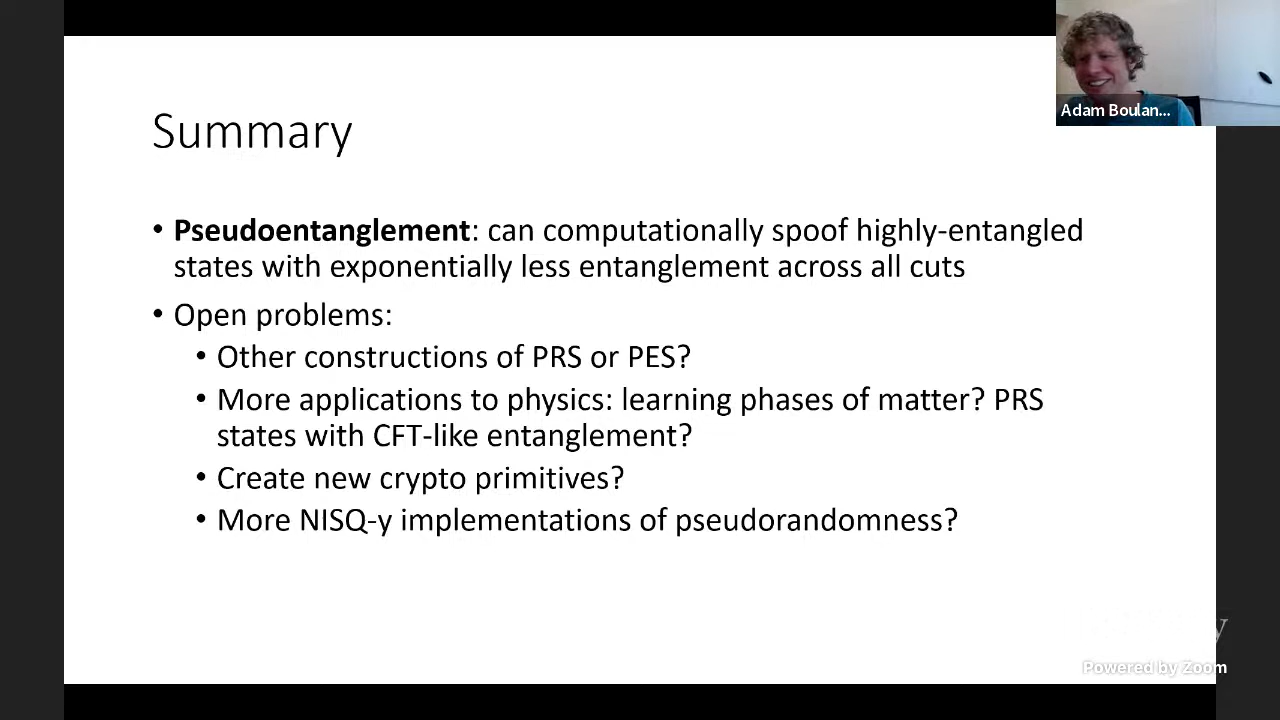 Adam Boulan...
Summary
• Pseudoentanglement: can computationally spoof highly-entangled
states with exponentially less entanglement across all cuts
• Open problems:
• Other constructions of PRS or PES?
• More applications to physics: learning phases of matter? PRS
states with CFT-like entanglement?
• Create new crypto primitives?
• More NISQ-y implementations of pseudorandomness?
Powered by Zoom